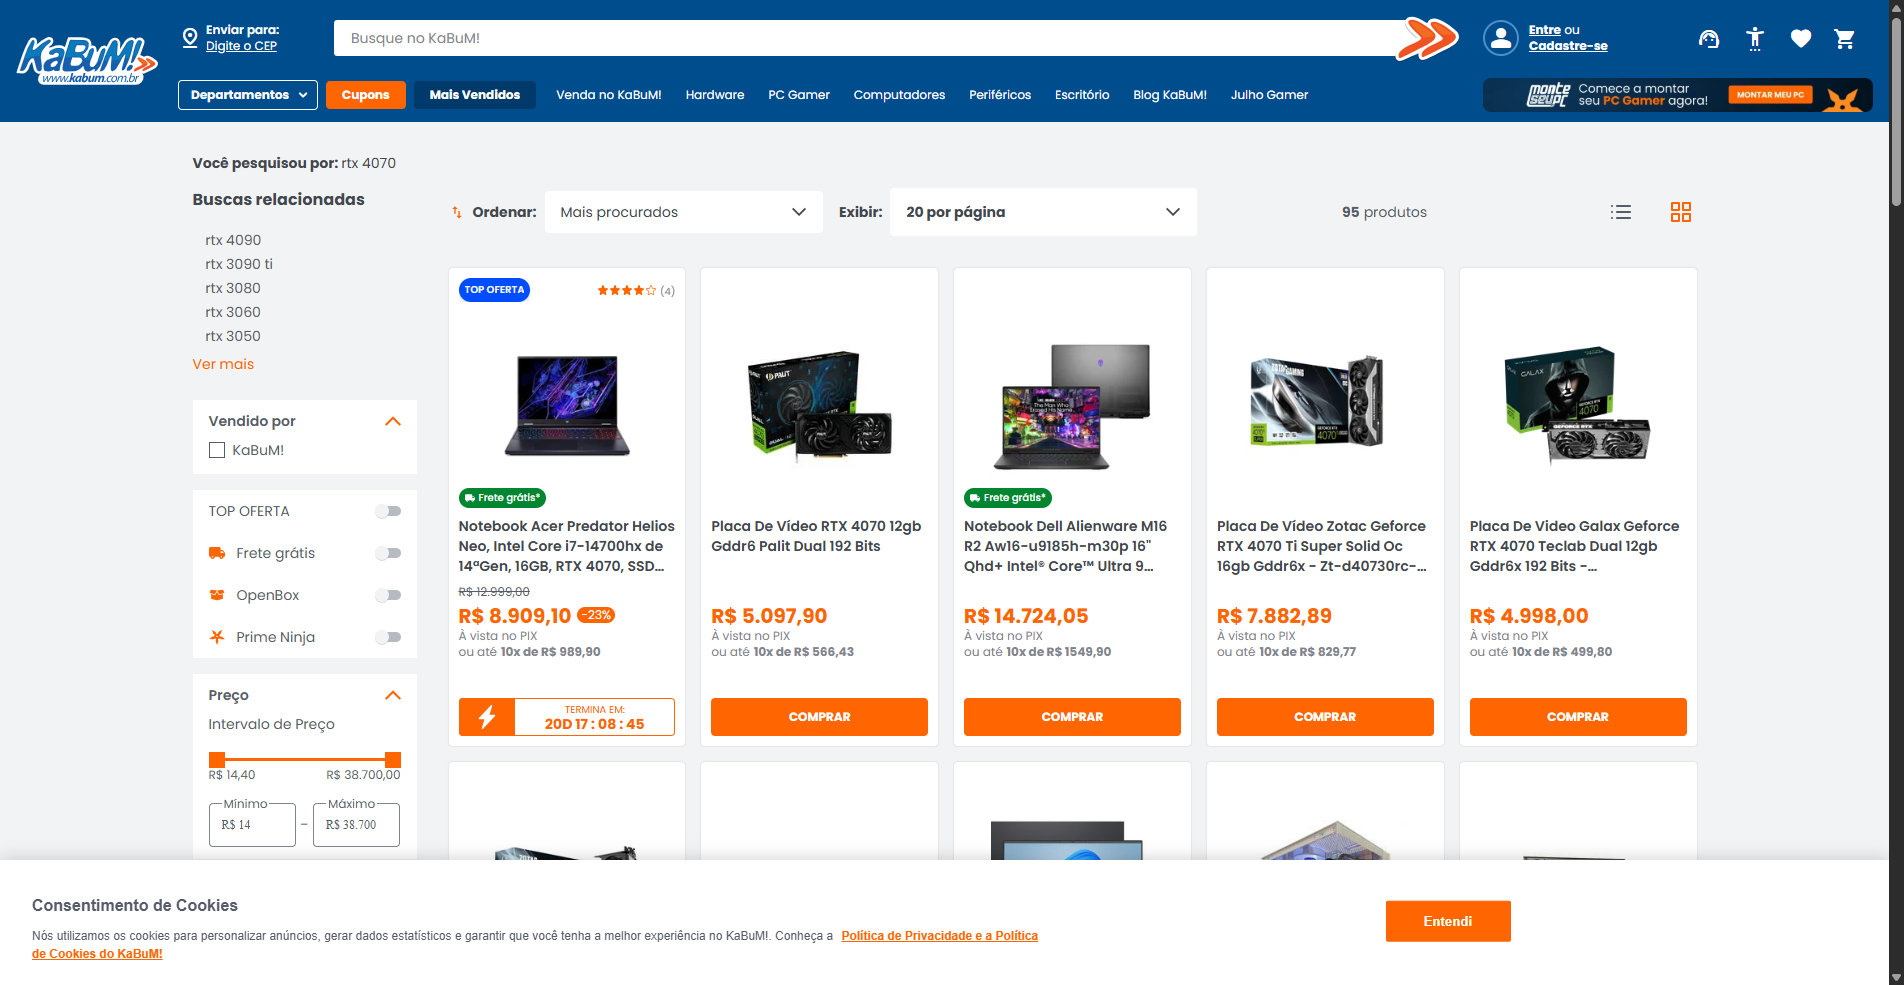 KaBuM!
www.kabum.com.br
Enviar para:
Digite o CEP
Busque no KaBuM!
Entre ou
Cadastre-se
Departamentos
Cupons
Mais Vendidos
Venda no KaBuM!
Hardware
PC Gamer
Computadores
Periféricos
Escritório
Blog KaBuM!
Julho Gamer
monte
seu pc
Comece a montar
seu PC Gamer agora!
MONTAR MEU PC
Você pesquisou por: rtx 4070
Buscas relacionadas
rtx 4090
rtx 3090 ti
rtx 3080
rtx 3060
rtx 3050
Ver mais
Ordenar:
Mais procurados
Exibir:
20 por página
95 produtos
Vendido por
KaBuM!
TOP OFERTA
Frete grátis
OpenBox
Prime Ninja
Preço
Intervalo de Preço
R$ 14,40
R$ 38.700,00
Mínimo
R$ 14
–
Máximo
R$ 38.700
TOP OFERTA
(4)
Frete grátis*
Notebook Acer Predator Helios
Neo, Intel Core i7-14700hx de
14ªGen, 16GB, RTX 4070, SSD...
R$ 12.999,00
R$ 8.909,10 -23%
À vista no PIX
ou até 10x de R$ 989,90
TERMINA EM:
20D 17 : 08 : 45
PALIT
Placa De Vídeo RTX 4070 12gb
Gddr6 Palit Dual 192 Bits
R$ 5.097,90
À vista no PIX
ou até 10x de R$ 566,43
COMPRAR
Frete grátis*
Notebook Dell Alienware M16
R2 Aw16-u9185h-m30p 16"
Qhd+ Intel® Core™ Ultra 9...
R$ 14.724,05
À vista no PIX
ou até 10x de R$ 1549,90
COMPRAR
ZOTAC GAMING
4070
Placa De Vídeo Zotac Geforce
RTX 4070 Ti Super Solid Oc
16gb Gddr6x - Zt-d40730rc-...
R$ 7.882,89
À vista no PIX
ou até 10x de R$ 829,77
COMPRAR
GALAX
4070
GEFORCE RTX
Placa De Video Galax Geforce
RTX 4070 Teclab Dual 12gb
Gddr6x 192 Bits -...
R$ 4.998,00
À vista no PIX
ou até 10x de R$ 499,80
COMPRAR
Consentimento de Cookies
Nós utilizamos os cookies para personalizar anúncios, gerar dados estatísticos e garantir que você tenha a melhor experiência no KaBuM!. Conheça a Política de Privacidade e a Política
de Cookies do KaBuM!
Entendi